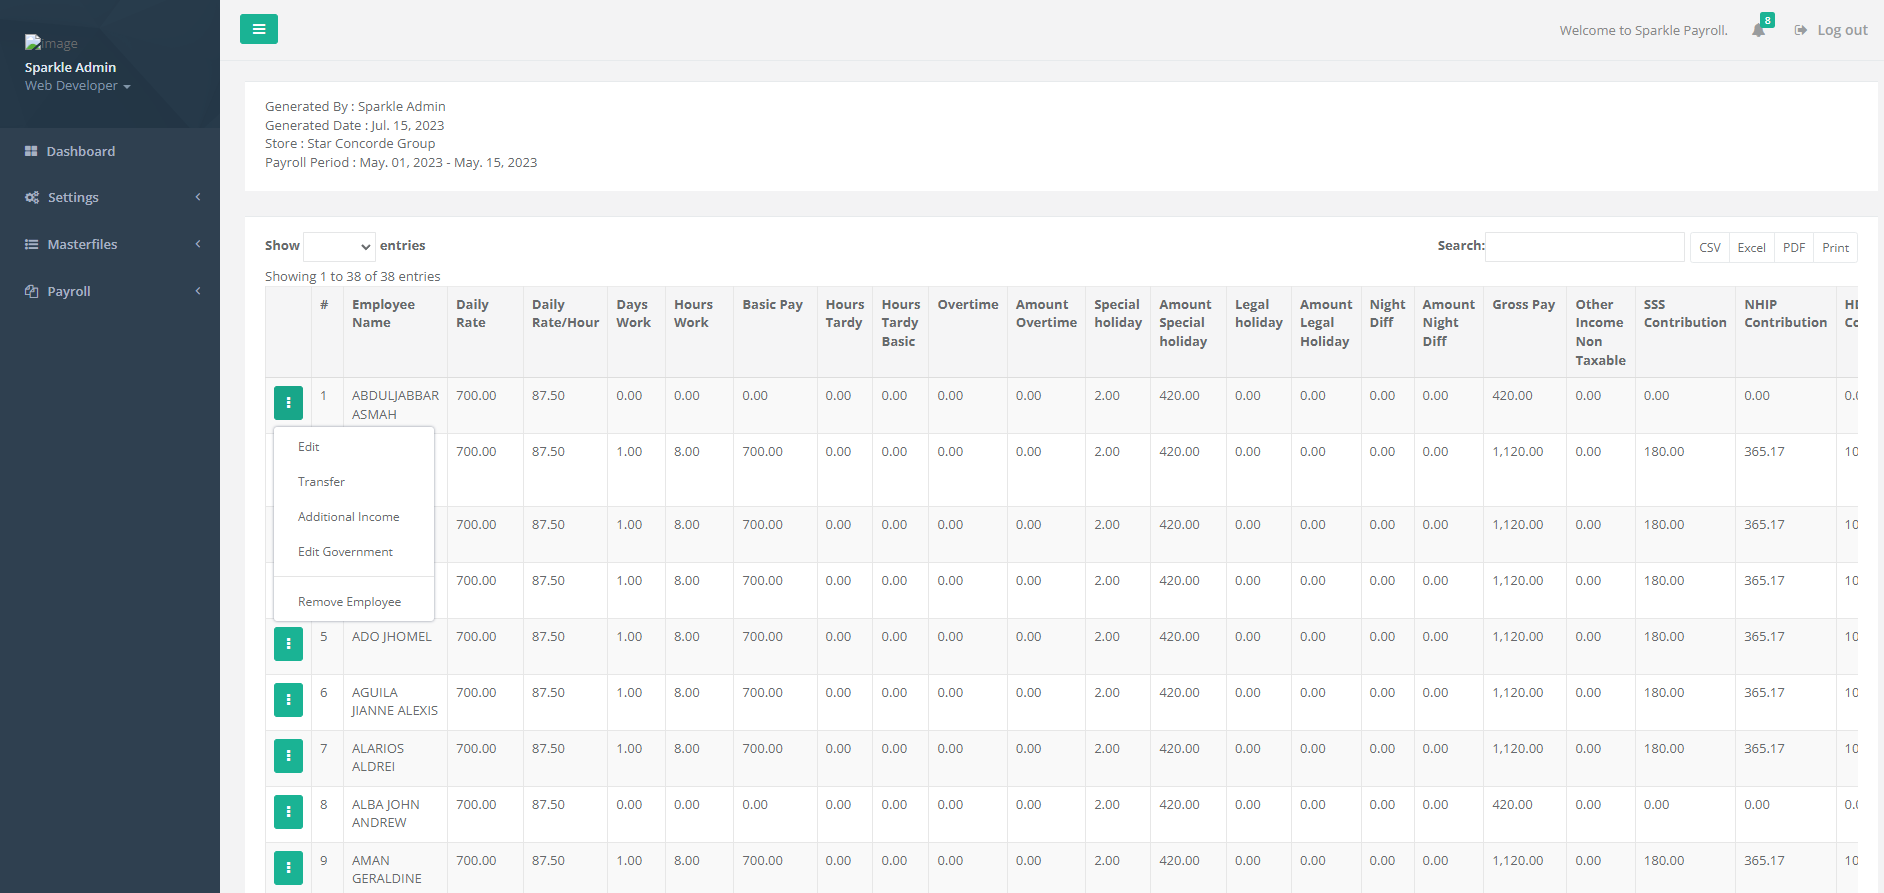 image
Sparkle Admin
Web Developer
Dashboard
Settings
Masterfiles
Payroll
Welcome to Sparkle Payroll.
8
Log out
Generated By : Sparkle Admin
Generated Date : Jul. 15, 2023
Store : Star Concorde Group
Payroll Period : May. 01, 2023 - May. 15, 2023
Show entries
Search:
CSV Excel PDF Print
Showing 1 to 38 of 38 entries
# Employee Name Daily Rate Daily Rate/Hour Days Work Hours Work Basic Pay Hours Tardy Hours Tardy Basic Overtime Amount Overtime Special holiday Amount Special holiday Legal holiday Amount Legal Holiday Night Diff Amount Night Diff Gross Pay Other Income Non Taxable SSS Contribution NHIP Contribution
1 ABDULJABBAR ASMAH 700.00 87.50 0.00 0.00 0.00 0.00 0.00 0.00 0.00 2.00 420.00 0.00 0.00 0.00 0.00 420.00 0.00 0.00 0.00
Edit
Transfer
Additional Income
Edit Government
Remove Employee
700.00 87.50 1.00 8.00 700.00 0.00 0.00 0.00 0.00 2.00 420.00 0.00 0.00 0.00 0.00 1,120.00 0.00 180.00 365.17 10
700.00 87.50 1.00 8.00 700.00 0.00 0.00 0.00 0.00 2.00 420.00 0.00 0.00 0.00 0.00 1,120.00 0.00 180.00 365.17 10
700.00 87.50 1.00 8.00 700.00 0.00 0.00 0.00 0.00 2.00 420.00 0.00 0.00 0.00 0.00 1,120.00 0.00 180.00 365.17 10
5 ADO JHOMEL 700.00 87.50 1.00 8.00 700.00 0.00 0.00 0.00 0.00 2.00 420.00 0.00 0.00 0.00 0.00 1,120.00 0.00 180.00 365.17 10
6 AGUILA JIANNE ALEXIS 700.00 87.50 1.00 8.00 700.00 0.00 0.00 0.00 0.00 2.00 420.00 0.00 0.00 0.00 0.00 1,120.00 0.00 180.00 365.17 10
7 ALARIOS ALDREI 700.00 87.50 1.00 8.00 700.00 0.00 0.00 0.00 0.00 2.00 420.00 0.00 0.00 0.00 0.00 1,120.00 0.00 180.00 365.17 10
8 ALBA JOHN ANDREW 700.00 87.50 0.00 0.00 0.00 0.00 0.00 0.00 0.00 2.00 420.00 0.00 0.00 0.00 0.00 420.00 0.00 0.00 0.00
9 AMAN GERALDINE 700.00 87.50 1.00 8.00 700.00 0.00 0.00 0.00 0.00 2.00 420.00 0.00 0.00 0.00 0.00 1,120.00 0.00 180.00 365.17 10